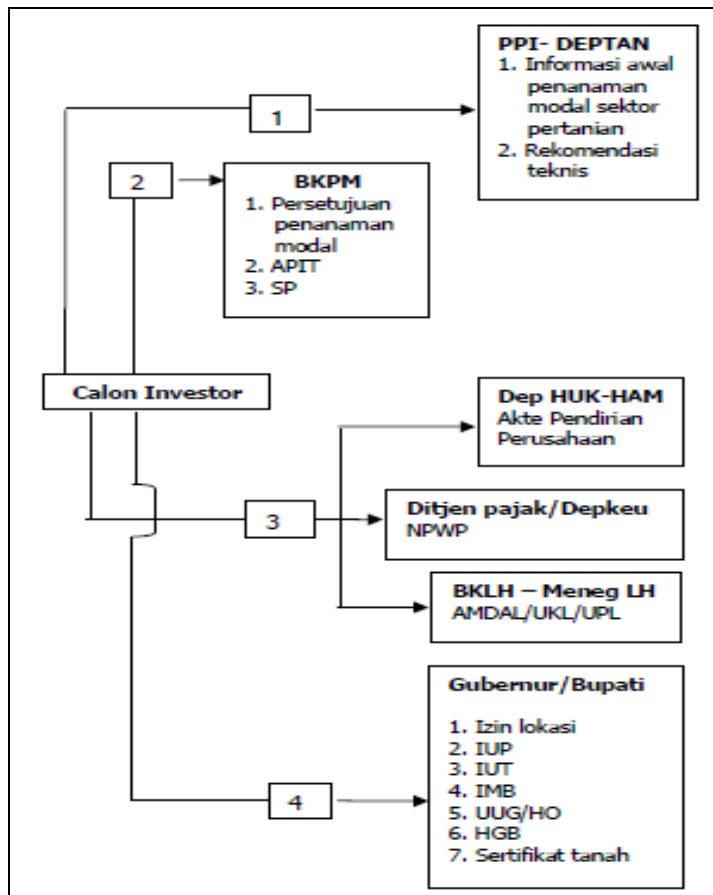 PPI- DEPTAN
1. Informasi awal
penanaman
modal sektor
pertanian
2. Rekomendasi
teknis
1
2
BKPM
1. Persetujuan
penanaman
modal
2. APIT
3. SP
Calon Investor
Dep HUK-HAM
Akte Pendirian
Perusahaan
3
Ditjen pajak/Depkeu
NPWP
BKLH – Meneg LH
AMDAL/UKL/UPL
Gubernur/Bupati
1. Izin lokasi
2. IUP
3. IUT
4. IMB
5. UUG/HO
6. HGB
7. Sertifikat tanah
4